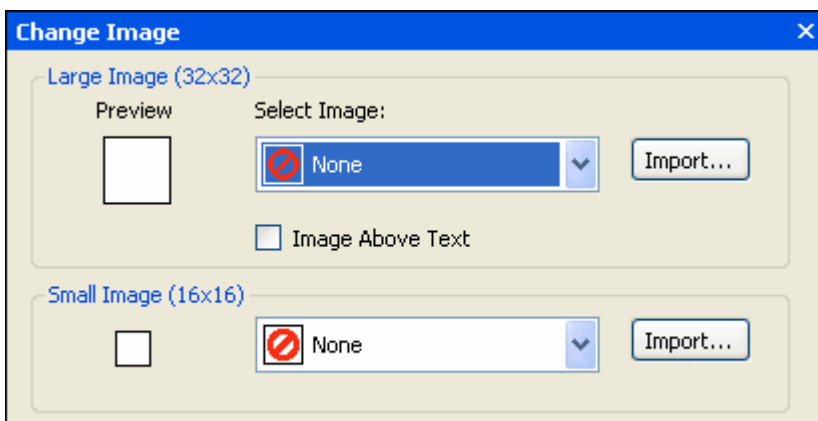 Change Image
Large Image (32x32)
Preview Select Image:
None Import...
Image Above Text
Small Image (16x16)
None Import...